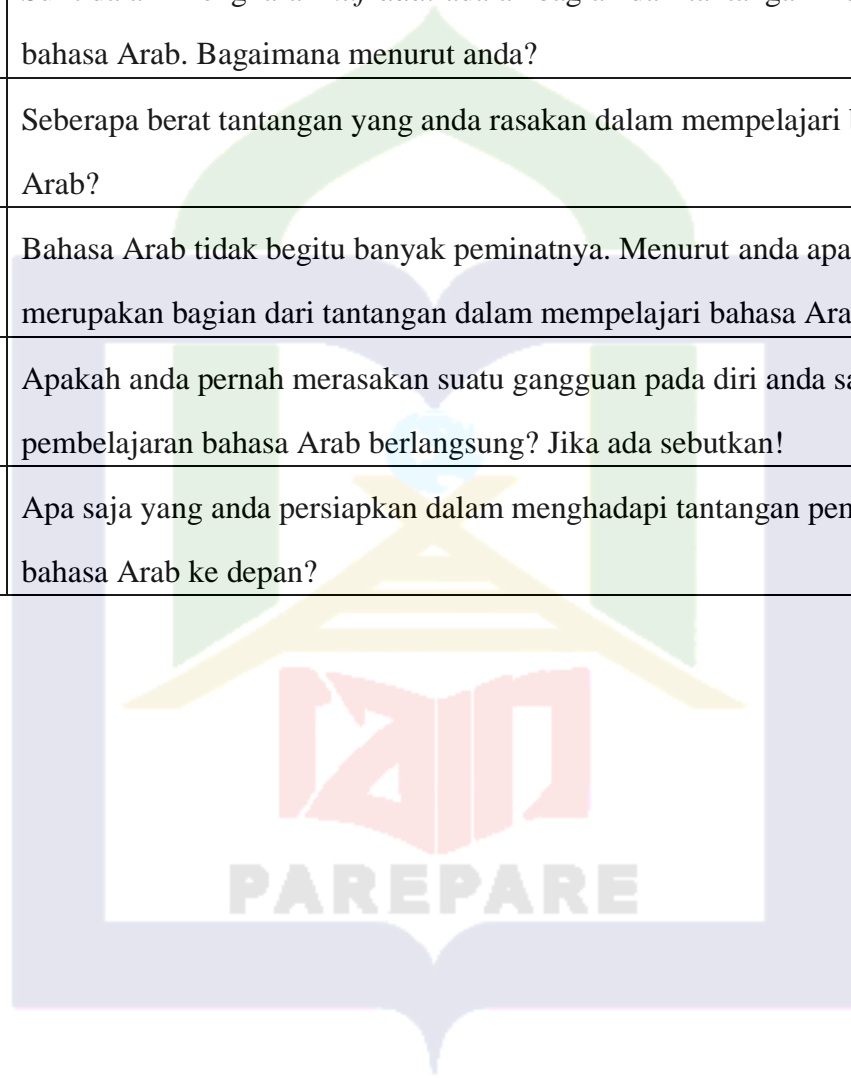 bahasa Arab. Bagaimana menurut anda?
Seberapa berat tantangan yang anda rasakan dalam mempelajari
Arab?
Bahasa Arab tidak begitu banyak peminatnya. Menurut anda apa
merupakan bagian dari tantangan dalam mempelajari bahasa Ara
Apakah anda pernah merasakan suatu gangguan pada diri anda sa
pembelajaran bahasa Arab berlangsung? Jika ada sebutkan!
Apa saja yang anda persiapkan dalam menghadapi tantangan pem
bahasa Arab ke depan?
iain
PAREPARE